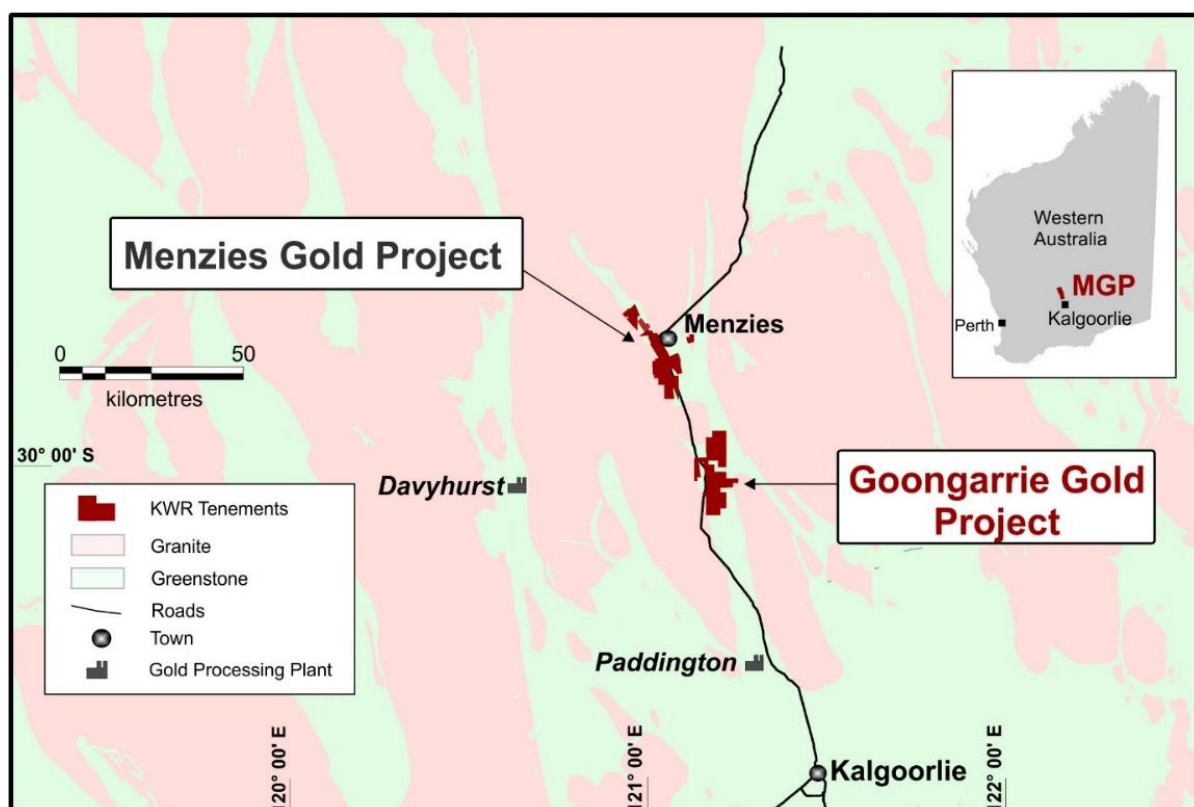 Menzies Gold Project
Western
Australia
MGP
Kalgoorlie
Perth
Menzies
0 50
kilometres
30° 00' S
Davyhurst
Goongarrie Gold
Project
KWR Tenements
Granite
Greenstone
Roads
Town
Gold Processing Plant
Paddington
Kalgoorlie
120° 00' E
121° 00' E
122° 00' E